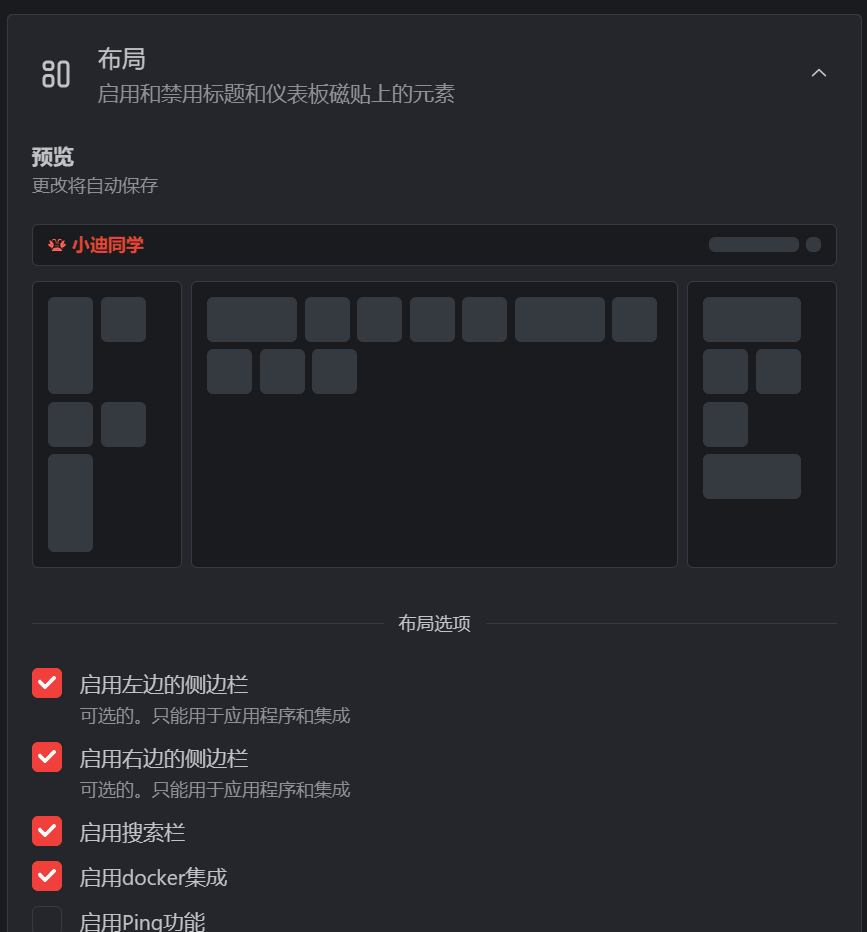 布局
启用和禁用标题和仪表板磁贴上的元素
预览
更改将自动保存
小迪同学
布局选项
启用左边的侧边栏
可选的。只能用于应用程序和集成
启用右边的侧边栏
可选的。只能用于应用程序和集成
启用搜索栏
启用docker集成
启用Ping功能